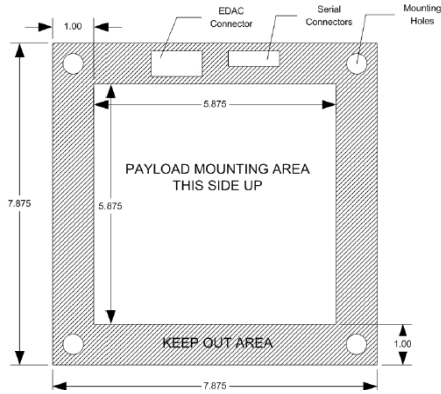 EDAC
Connector
Serial
Connectors
Mounting
Holes
1.00
5.875
PAYLOAD MOUNTING AREA
THIS SIDE UP
5.875
7.875
KEEP OUT AREA
1.00
7.875